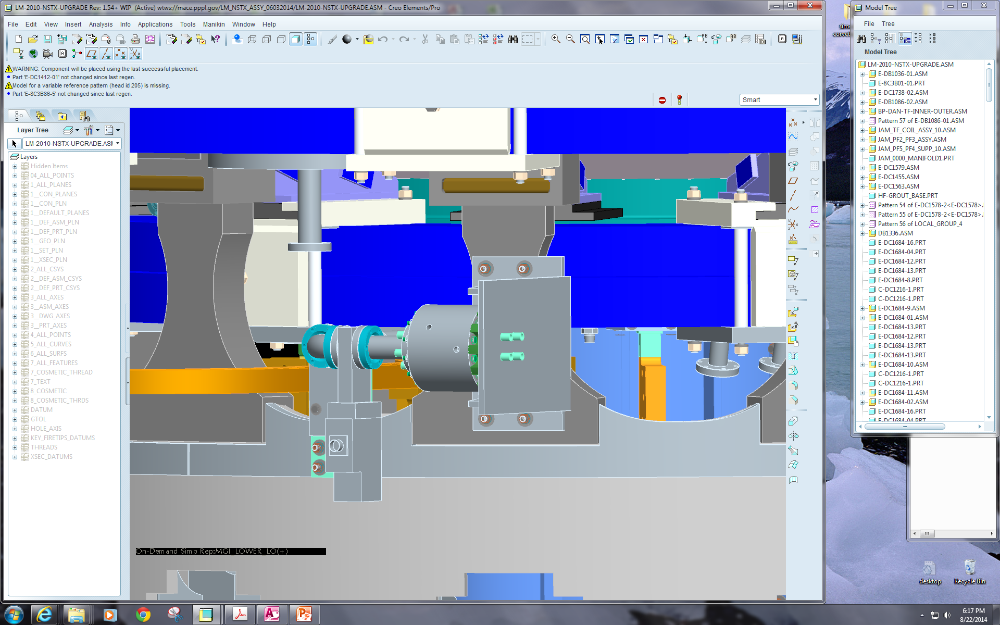 LM-2010-NSTX-UPGRADE Rev: 1.54+ WIP (Active) wtws://mace.pppl.gov/LM_NSTX_ASSY_06032014/LM-2010-NSTX-UPGRADE.ASM - Creo Elements/Pro
File Edit View Insert Analysis Info Applications Tools Manikin Window Help
WARNING: Component will be placed using the last successful placement.
Part 'E-DC1412-01' not changed since last regen.
Model for a variable reference pattern (head id 205) is missing.
Part 'E-8C3B86-5' not changed since last regen.
Smart
Layer Tree
LM-2010-NSTX-UPGRADE.ASM
Layers
Hidden Items
04_ALL_POINTS
1_ALL_PLANES
1__CON_PLANES
1__CON_PLN
1__DEFAULT_PLANES
1__DEF_ASM_PLN
1__DEF_PRT_PLN
1__GEO_PLN
1__SET_PLN
1__XSEC_PLN
2_ALL_CSYS
2__DEF_ASM_CSYS
2__DEF_PRT_CSYS
3_ALL_AXES
3__ASM_AXES
3__DWG_AXES
3__PRT_AXES
4_ALL_POINTS
5_ALL_CURVES
6_ALL_SURFS
7_ALL_FEATURES
7_COSMETIC_THREAD
7_TEXT
8_COSMETIC
8_COSMETIC_THRDS
DATUM
GTOL
HOLE_AXIS
KEY_FIRETIPS_DATUMS
THREADS
XSEC_DATUMS
On-Demand Simp Rep:MGI_LOWER_LO(+)
Model Tree
File Tree
Model Tree
LM-2010-NSTX-UPGRADE.ASM
E-DB1036-01.ASM
E-8C3B01-01.PRT
E-DC1738-02.ASM
E-DB1086-02.ASM
BP-DAN-TF-INNER-OUTER.ASM
Pattern 57 of E-DB1086-01.ASM
JAM_TF_COIL_ASSY_10.ASM
JAM_PF2_PF3_ASSY.ASM
JAM_PF5_PF4_SUPP_10.ASM
JAM_0000_MANIFOLD1.PRT
E-DC1579.ASM
E-DC1455.ASM
E-DC1563.ASM
HF-GROUT_BASE.PRT
Pattern 54 of E-DC1578-2<E-DC1578>.
Pattern 55 of E-DC1578-2<E-DC1578>.
Pattern 56 of LOCAL_GROUP_4
DB1336.ASM
E-DC1684-16.PRT
E-DC1684-04.PRT
E-DC1684-12.PRT
E-DC1684-13.PRT
E-DC1684-8.PRT
C-DC1216-1.PRT
C-DC1216-1.PRT
E-DC1684-9.ASM
E-DC1684-01.ASM
E-DC1684-13.PRT
E-DC1684-12.PRT
E-DC1684-13.PRT
E-DC1684-13.PRT
E-DC1684-10.ASM
C-DC1216-1.PRT
C-DC1216-1.PRT
E-DC1684-11.ASM
E-DC1684-02.ASM
E-DC1684-16.PRT
E-DC1684-04.PRT
desktop
Recycle Bin
6:17 PM
8/22/2014